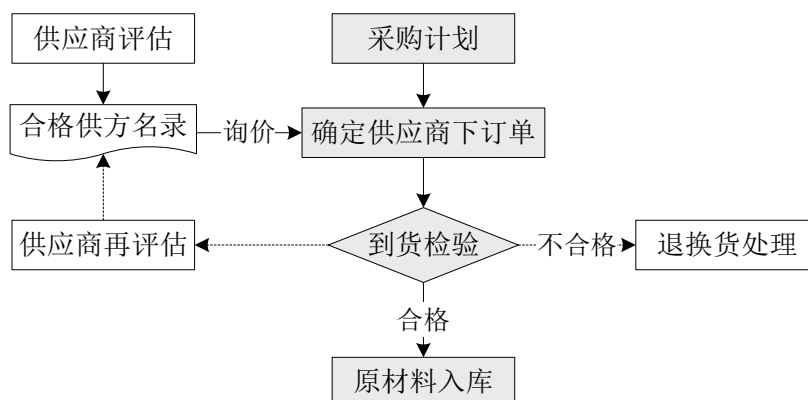 供应商评估
采购计划
合格供方名录
询价
确定供应商下订单
供应商再评估
到货检验
不合格
退换货处理
合格
原材料入库